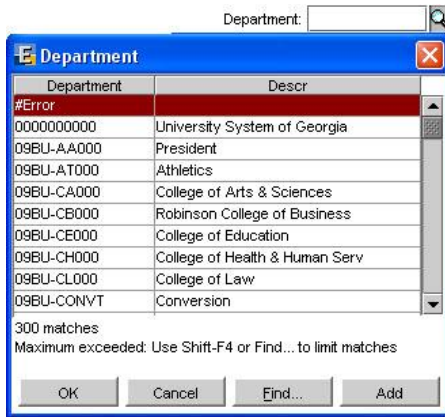 Department:
Department
Department Descr
#Error
0000000000 University System of Georgia
09BU-AA000 President
09BU-AT000 Athletics
09BU-CA000 College of Arts & Sciences
09BU-CB000 Robinson College of Business
09BU-CE000 College of Education
09BU-CH000 College of Health & Human Serv
09BU-CL000 College of Law
09BU-CONVT Conversion
300 matches
Maximum exceeded: Use Shift-F4 or Find... to limit matches
OK Cancel Find... Add